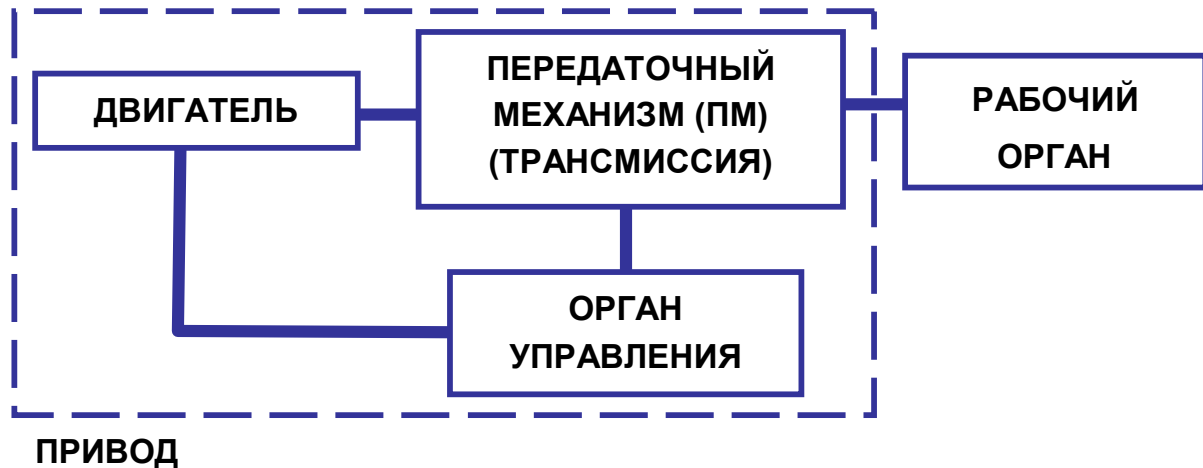 ДВИГАТЕЛЬ
ПЕРЕДАТОЧНЫЙ
МЕХАНИЗМ (ПМ)
(ТРАНСМИССИЯ)
РАБОЧИЙ
ОРГАН
ОРГАН
УПРАВЛЕНИЯ
ПРИВОД